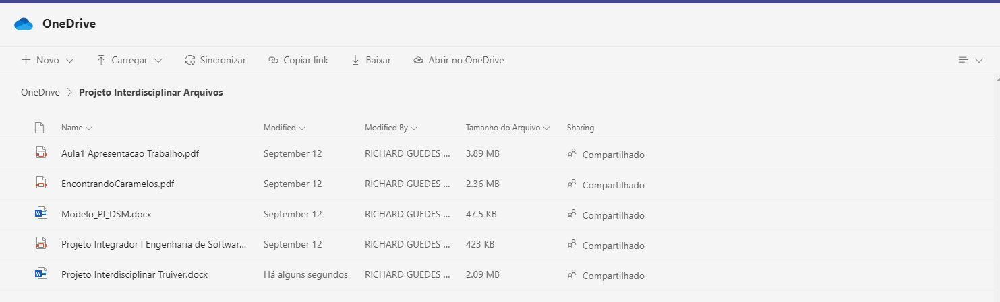 OneDrive
Novo Carregar Sincronizar Copiar link Baixar Abrir no OneDrive
OneDrive Projeto Interdisciplinar Arquivos
Name Modified Modified By Tamanho do Arquivo Sharing
Aula1 Apresentacao Trabalho.pdf September 12 RICHARD GUEDES ... 3.89 MB Compartilhado
EncontrandoCaramelos.pdf September 12 RICHARD GUEDES ... 2.36 MB Compartilhado
Modelo_PI_DSM.docx September 12 RICHARD GUEDES ... 47.5 KB Compartilhado
Projeto Integrador I Engenharia de Softwar... September 12 RICHARD GUEDES ... 423 KB Compartilhado
Projeto Interdisciplinar Truiver.docx Há alguns segundos RICHARD GUEDES ... 2.09 MB Compartilhado